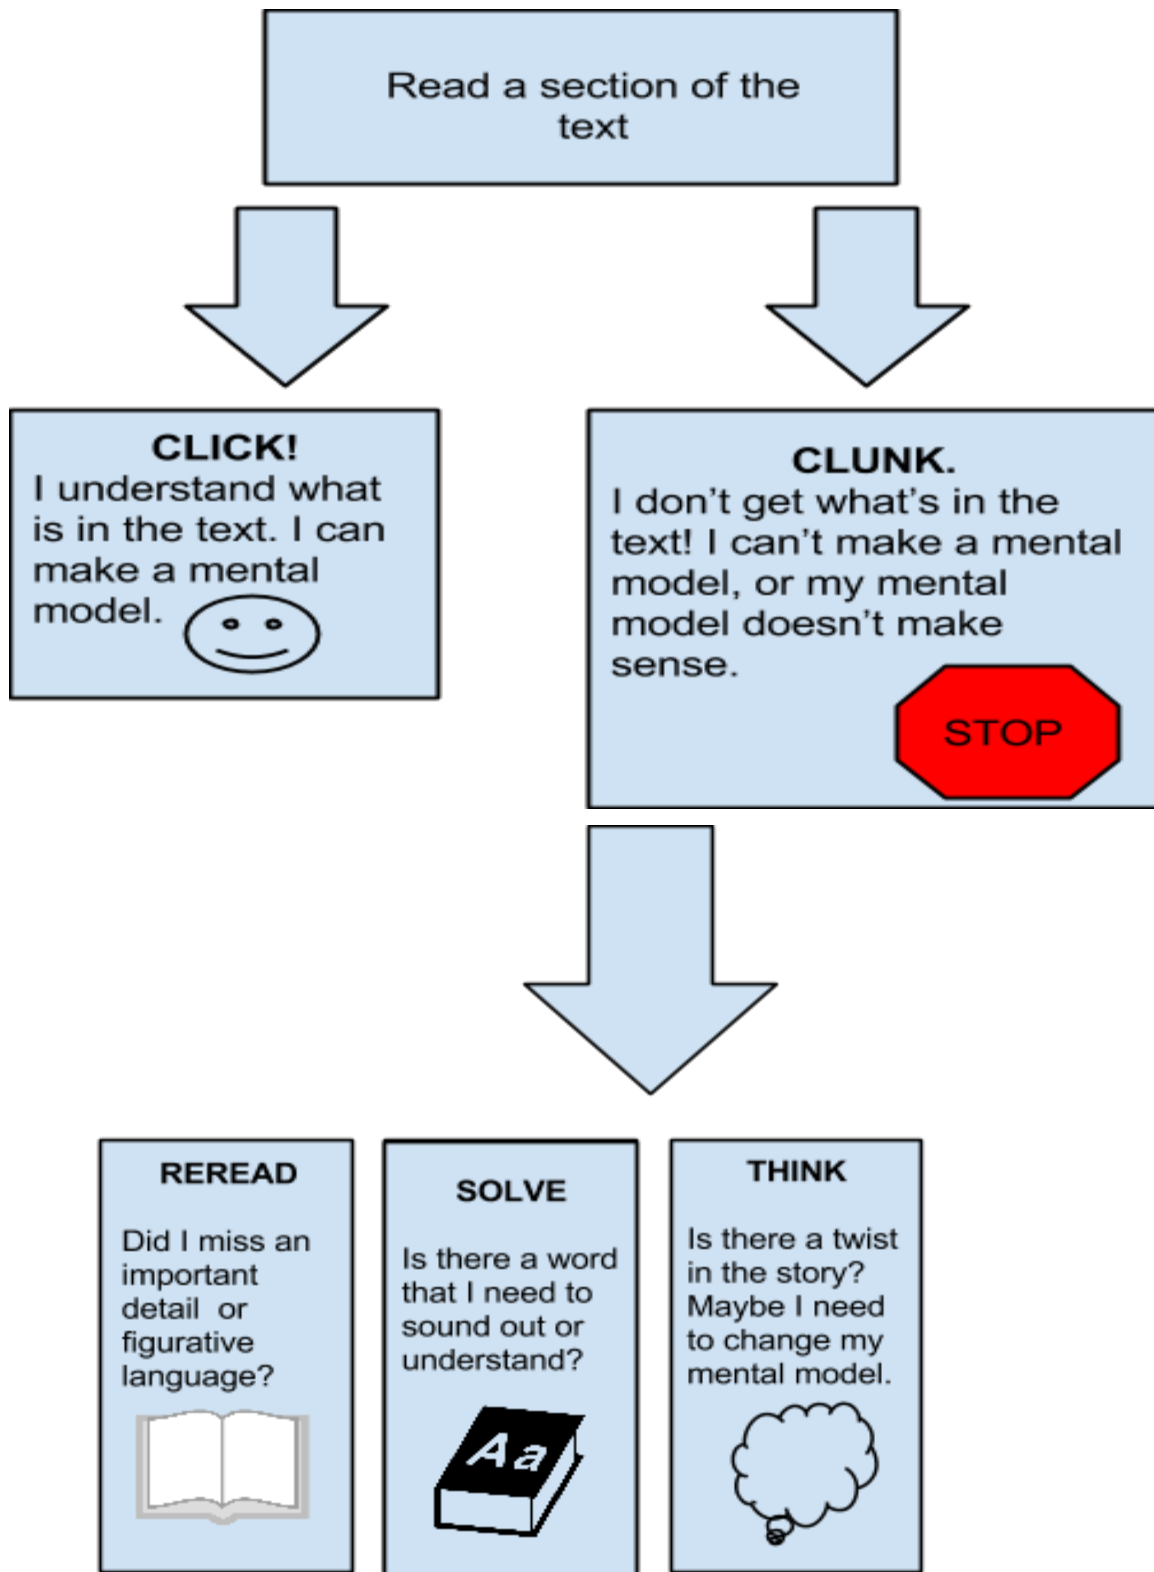 Read a section of the
text
CLICK!
I understand what
is in the text. I can
make a mental
model.
CLUNK.
I don't get what's in the
text! I can't make a mental
model, or my mental
model doesn't make
sense.
STOP
REREAD
Did I miss an
important
detail or
figurative
language?
SOLVE
Is there a word
that I need to
sound out or
understand?
Aa
THINK
Is there a twist
in the story?
Maybe I need
to change my
mental model.